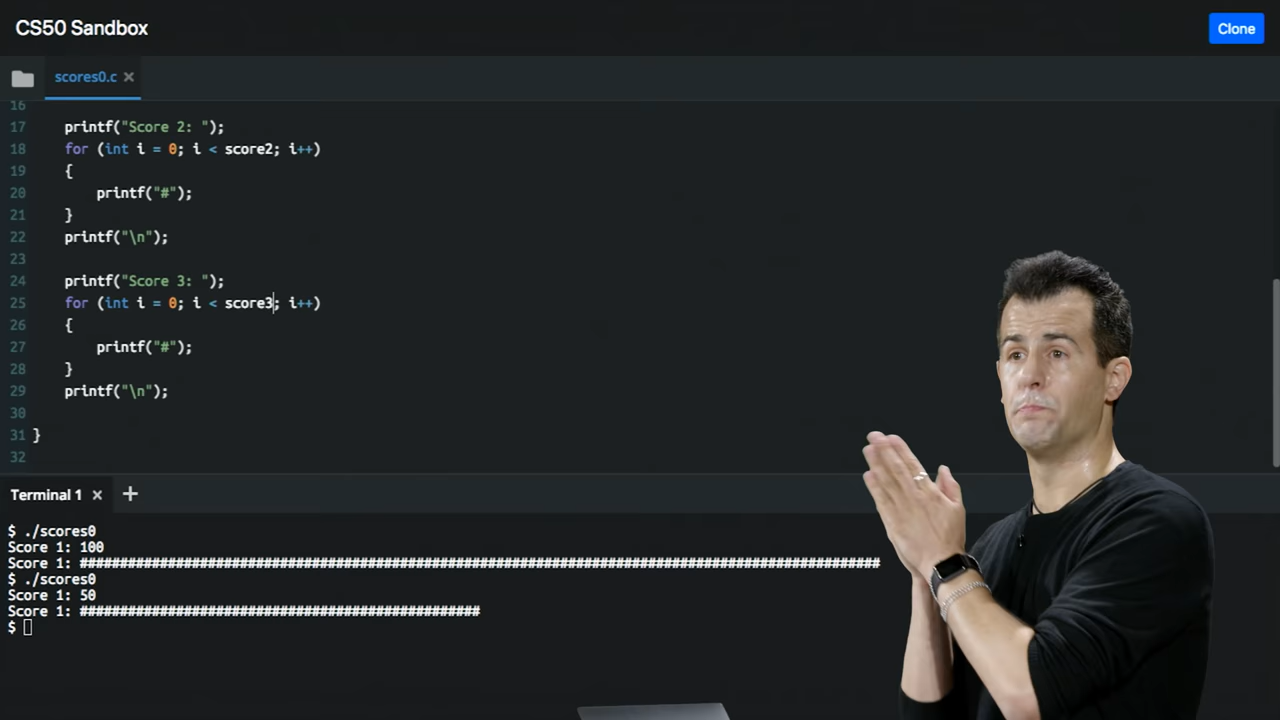 CS50 Sandbox
Clone
scores0.c ×
16
17 printf("Score 2: ");
18 for (int i = 0; i < score2; i++)
19 {
20 printf("#");
21 }
22 printf("\n");
23
24 printf("Score 3: ");
25 for (int i = 0; i < score3; i++)
26 {
27 printf("#");
28 }
29 printf("\n");
30
31 }
32
Terminal 1 × +
$ ./scores0
Score 1: 100
Score 1: ####################################################################################################
$ ./scores0
Score 1: 50
Score 1: ##################################################
$